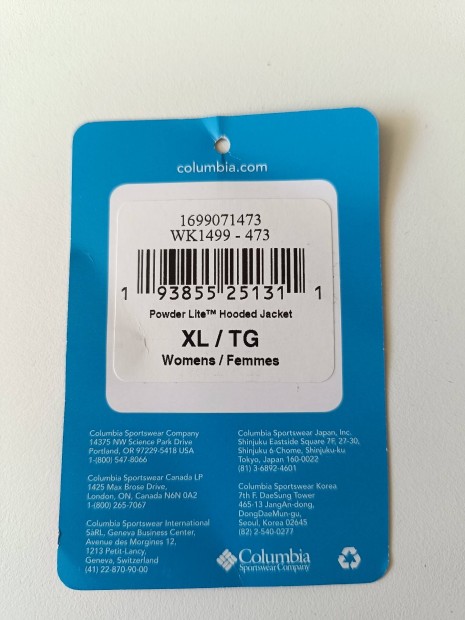 columbia.com
1699071473
WK1499 - 473
1 93855 25131 1
Powder Lite™ Hooded Jacket
XL / TG
Womens / Femmes
Columbia Sportswear Company
14375 NW Science Park Drive
Portland, OR 97229-5418 USA
1-(800) 547-8066
Columbia Sportswear Canada LP
1425 Max Brose Drive,
London, ON, Canada N6N 0A2
1-(800) 265-7067
Columbia Sportswear International
SàRL, Geneva Business Center,
Avenue des Morgines 12,
1213 Petit-Lancy,
Geneva, Switzerland
(41) 22-870-90-00
Columbia Sportswear Japan, Inc.
Shinjuku Eastside Square 7F, 27-30,
Shinjuku 6-Chome, Shinjuku-ku
Tokyo, Japan 160-0022
(81) 3-6892-4601
Columbia Sportswear Korea
7th F. DaeSung Tower
465-13 JangAn-dong,
DongDaeMun-gu,
Seoul, Korea 02645
(82) 2-540-0277
Columbia
Sportswear Company